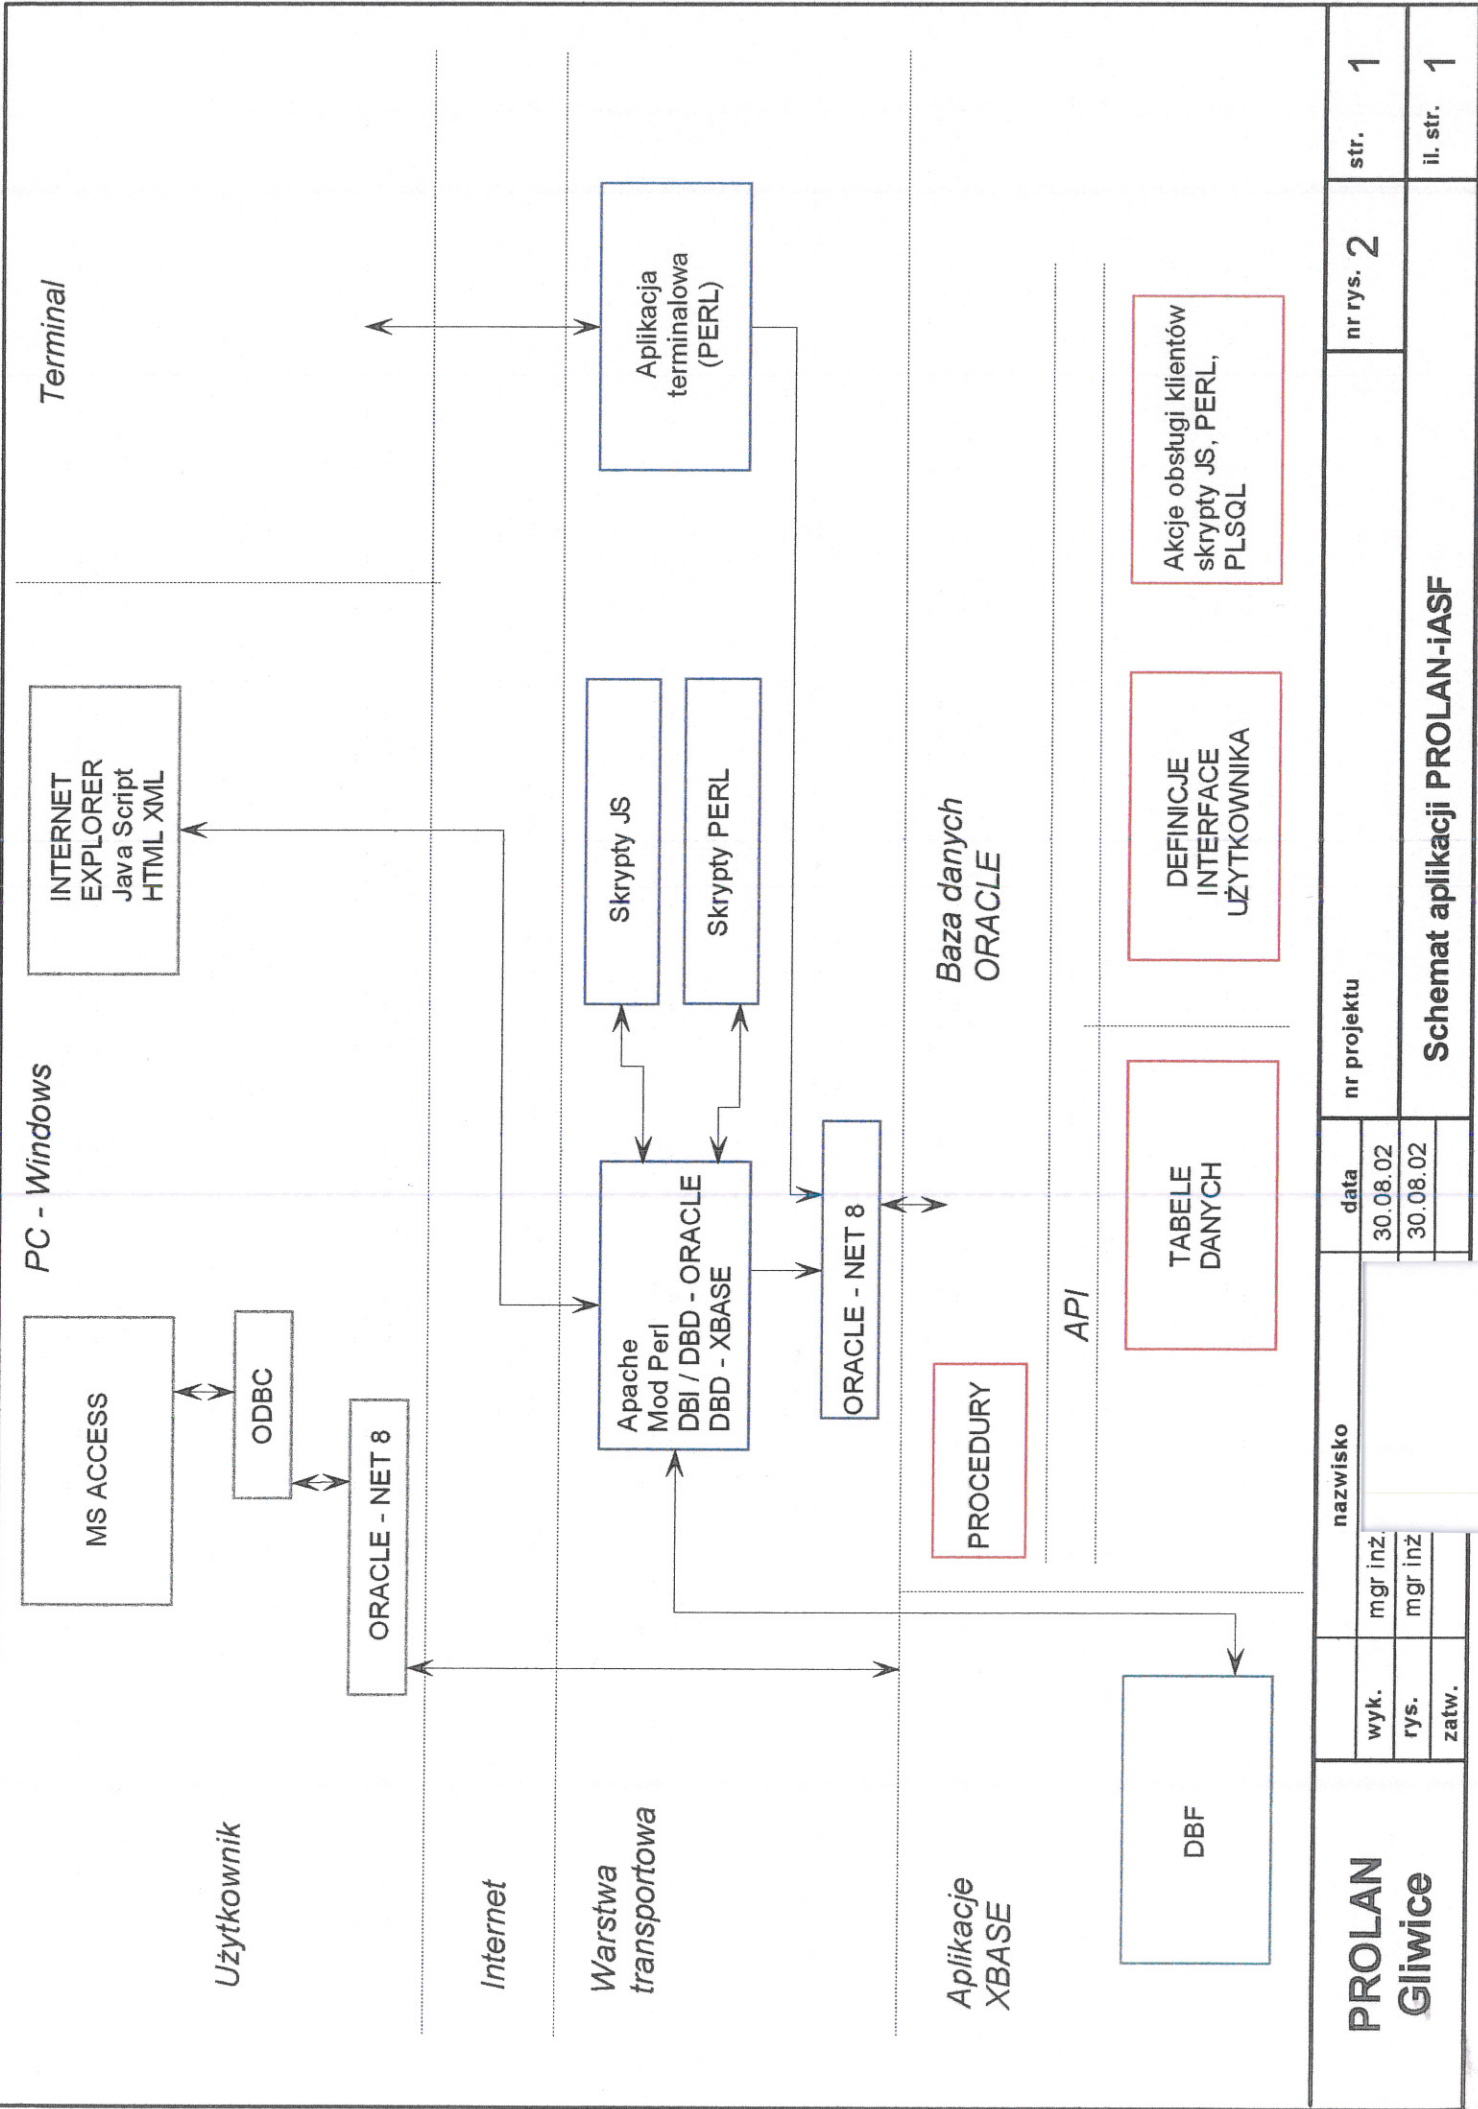 PC - Windows
Terminal
MS ACCESS
INTERNET
EXPLORER
Java Script
HTML XML
Użytkownik
ODBC
ORACLE - NET 8
Internet
Warstwa
transportowa
Apache
Mod Perl
DBI / DBD - ORACLE
DBD - XBASE
Skrypty JS
Skrypty PERL
Aplikacja
terminalowa
(PERL)
ORACLE - NET 8
Aplikacje
XBASE
Baza danych
ORACLE
PROCEDURY
API
DBF
TABELE
DANYCH
DEFINICJE
INTERFACE
UŻYTKOWNIKA
Akcje obsługi klientów
skrypty JS, PERL,
PLSQL
PROLAN
Gliwice
nazwisko
data
wyk.
mgr inż.
30.08.02
rys.
mgr inż
30.08.02
zatw.
nr projektu
nr rys. 2
str. 1
Schemat aplikacji PROLAN-iASF
il. str. 1